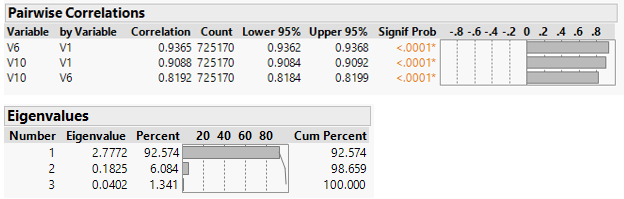 Pairwise Correlations
Variable by Variable Correlation Count Lower 95% Upper 95% Signif Prob -.8 -.6 -.4 -.2 0 .2 .4 .6 .8
V6 V1 0.9365 725170 0.9362 0.9368 <.0001*
V10 V1 0.9088 725170 0.9084 0.9092 <.0001*
V10 V6 0.8192 725170 0.8184 0.8199 <.0001*
Eigenvalues
Number Eigenvalue Percent 20 40 60 80 Cum Percent
1 2.7772 92.574 92.574
2 0.1825 6.084 98.659
3 0.0402 1.341 100.000